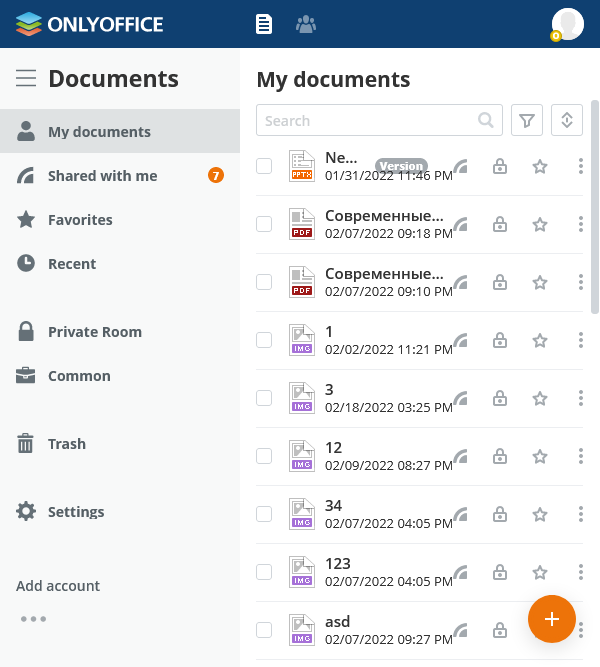 ONLYOFFICE
Documents
My documents
Shared with me
7
Favorites
Recent
Private Room
Common
Trash
Settings
Add account
My documents
Search
Ne...
Version
PPTX
01/31/2022 11:46 PM
Современные...
PDF
02/07/2022 09:18 PM
Современные...
PDF
02/07/2022 09:10 PM
1
IMG
02/02/2022 11:21 PM
3
IMG
02/18/2022 03:25 PM
12
IMG
02/09/2022 08:27 PM
34
IMG
02/07/2022 04:05 PM
123
IMG
02/07/2022 04:05 PM
asd
IMG
02/07/2022 09:27 PM